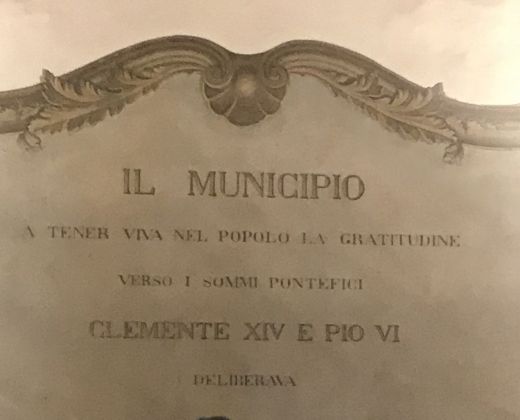 IL MUNICIPIO
A TENER VIVA NEL POPOLO LA GRATITUDINE
VERSO I SOMMI PONTEFICI
CLEMENTE XIV E PIO VI
DELIBERAVA